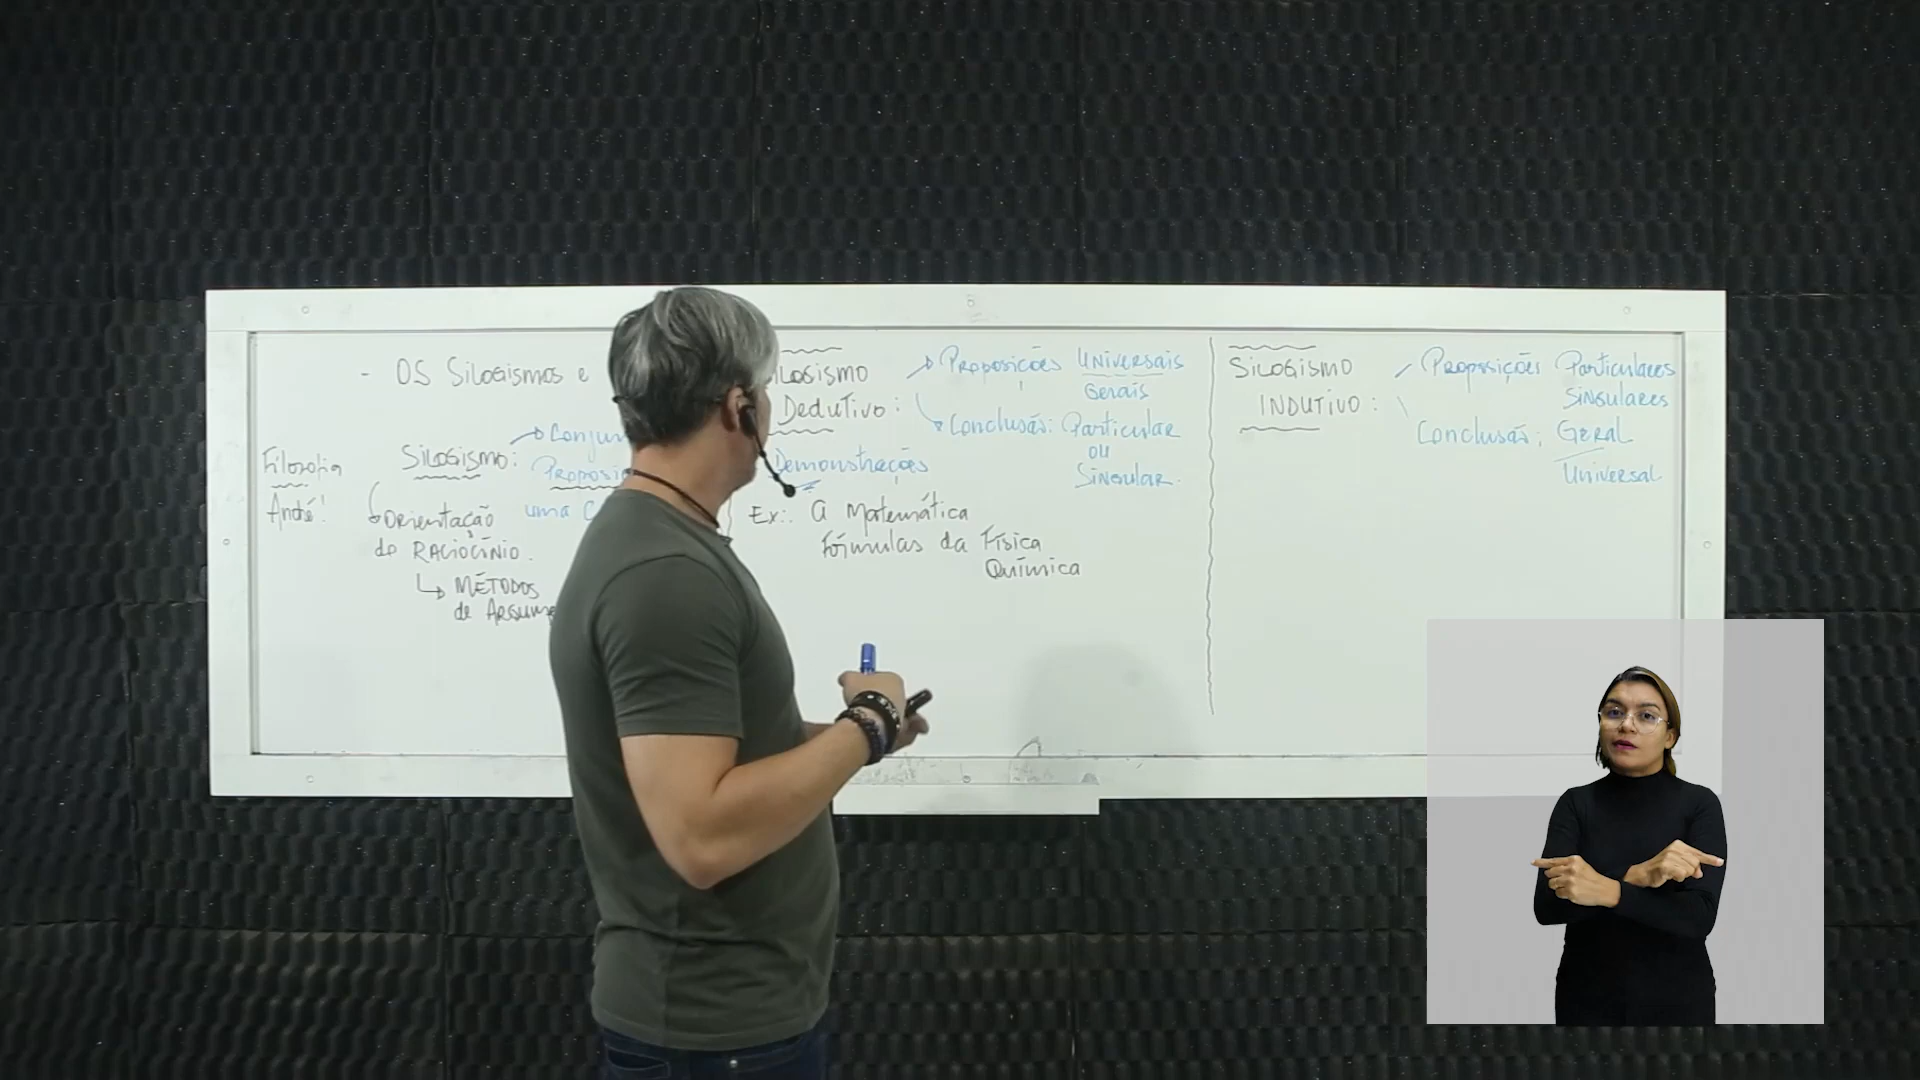 - OS SILOGISMOS e
Filosofia
André!
SILOGISMO:
Orientação
do RACIOCÍNIO.
MÉTODOS
de
uma
DEDUTIVO:
Proposições UNIVERSAIS
Gerais
Conclusão: Particular
ou
Singular.
Demonstrações
Ex.: A Matemática
Fórmulas da Física
Química
SILOGISMO
INDUTIVO:
Proposições Particulares
Singulares
Conclusão: GERAL
Universal